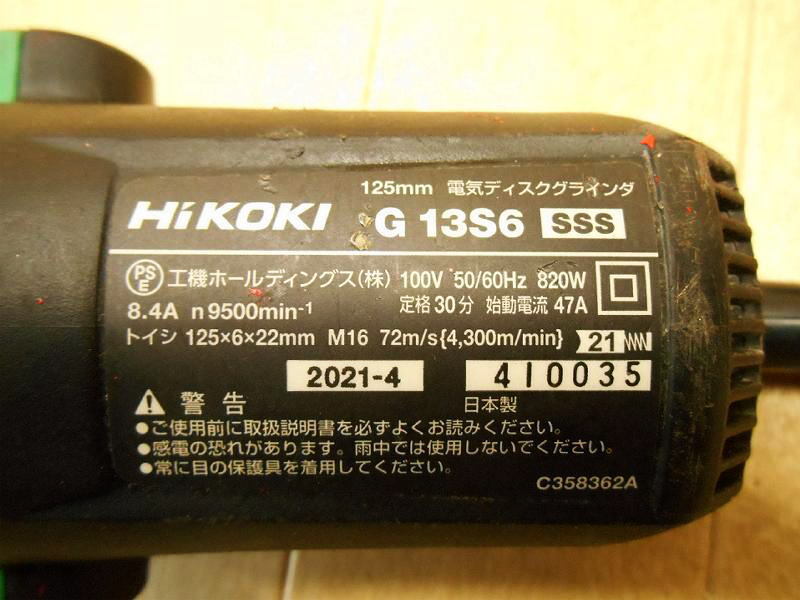 125mm 電気ディスクグラインダ
HiKOKI G 13S6 SSS
PSE 工機ホールディングス(株) 100V 50/60Hz 820W
8.4A n9500min-1 定格30分 始動電流 47A
トイシ 125×6×22mm M16 72m/s{4,300m/min} 21
2021-4 410035
警告 日本製
●ご使用前に取扱説明書を必ずよくお読みください。
●感電の恐れがあります。雨中では使用しないでください。
●常に目の保護具を着用してください。
C358362A